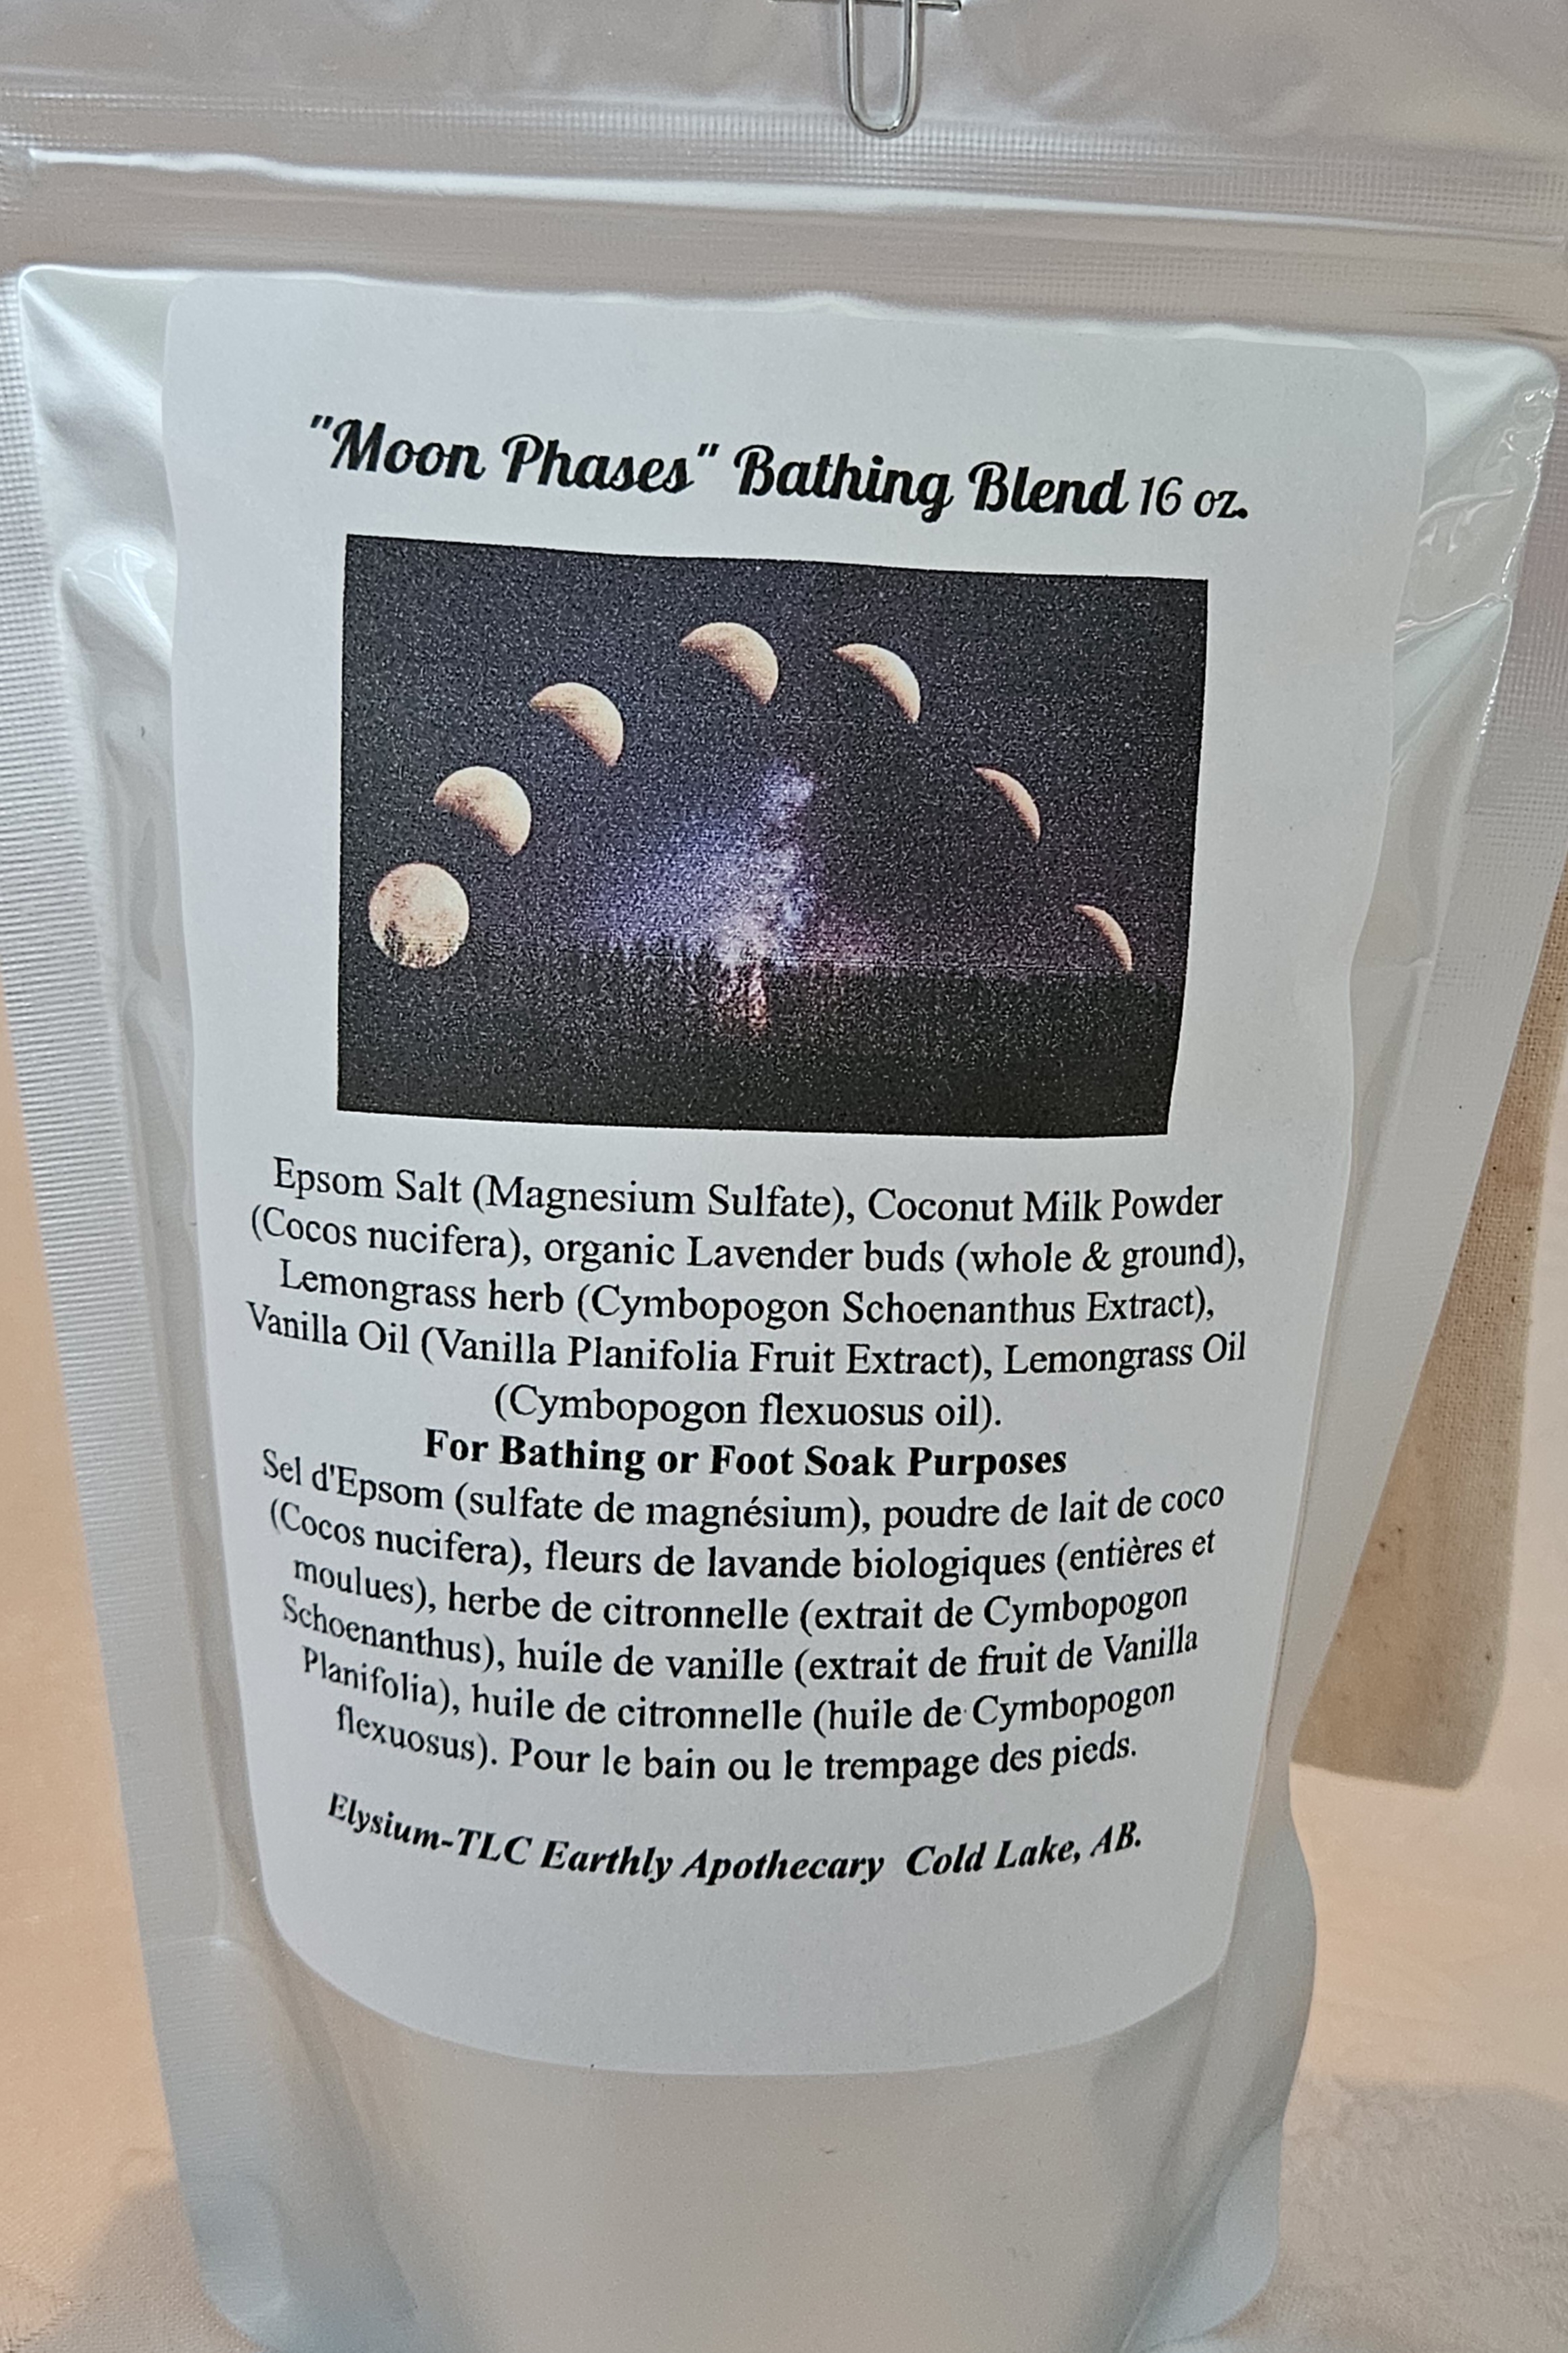 "Moon Phases" Bathing Blend 16 oz.
Epsom Salt (Magnesium Sulfate), Coconut Milk Powder
(Cocos nucifera), organic Lavender buds (whole & ground),
Lemongrass herb (Cymbopogon Schoenanthus Extract),
Vanilla Oil (Vanilla Planifolia Fruit Extract), Lemongrass Oil
(Cymbopogon flexuosus oil).
For Bathing or Foot Soak Purposes
Sel d'Epsom (sulfate de magnésium), poudre de lait de coco
(Cocos nucifera), fleurs de lavande biologiques (entières et
moulues), herbe de citronnelle (extrait de Cymbopogon
Schoenanthus), huile de vanille (extrait de fruit de Vanilla
Planifolia), huile de citronnelle (huile de Cymbopogon
flexuosus). Pour le bain ou le trempage des pieds.
Elysium-TLC Earthly Apothecary Cold Lake, AB.